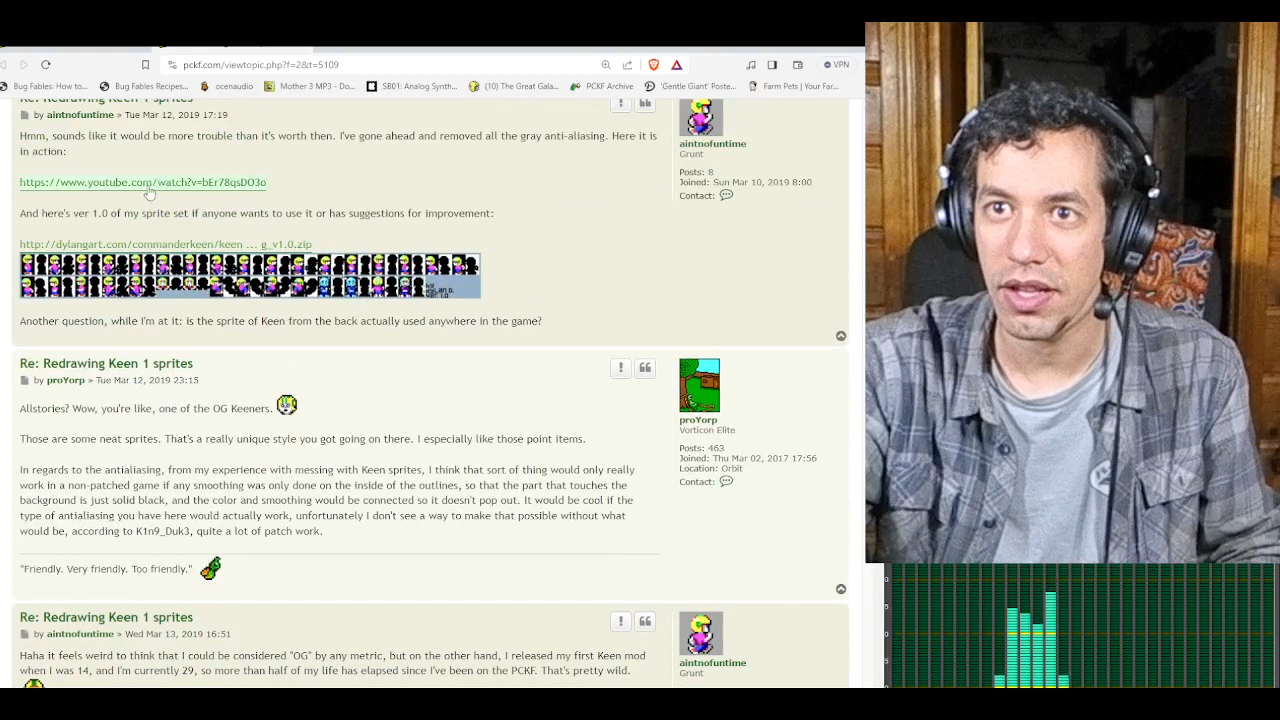 pckf.com/viewtopic.php?f=2&t=5109
VPN
Bug Fables: How to...
Bug Fables Recipes...
ocenaudio
Mother 3 MP3 - Do...
SB01: Analog Synth...
(10) The Great Gala...
PCKF Archive
'Gentle Giant' Poste...
Farm Pets | Your Far...
Re: Redrawing Keen 1 sprites
by aintnofuntime » Tue Mar 12, 2019 17:19
Hmm, sounds like it would be more trouble than it's worth then. I've gone ahead and removed all the gray anti-aliasing. Here it is
in action:
https://www.youtube.com/watch?v=bEr78qsDO3o
And here's ver 1.0 of my sprite set if anyone wants to use it or has suggestions for improvement:
http://dylangart.com/commanderkeen/keen ... g_v1.0.zip
Another question, while I'm at it: is the sprite of Keen from the back actually used anywhere in the game?
aintnofuntime
Grunt
Posts: 8
Joined: Sun Mar 10, 2019 8:00
Contact:
Re: Redrawing Keen 1 sprites
by proYorp » Tue Mar 12, 2019 23:15
Allstories? Wow, you're like, one of the OG Keeners.
Those are some neat sprites. That's a really unique style you got going on there. I especially like those point items.
In regards to the antialiasing, from my experience with messing with Keen sprites, I think that sort of thing would only really
work in a non-patched game if any smoothing was only done on the inside of the outlines, so that the part that touches the
background is just solid black, and the color and smoothing would be connected so it doesn't pop out. It would be cool if the
type of antialiasing you have here would actually work, unfortunately I don't see a way to make that possible without what
would be, according to K1n9_Duk3, quite a lot of patch work.
"Friendly. Very friendly. Too friendly."
proYorp
Vorticon Elite
Posts: 463
Joined: Thu Mar 02, 2017 17:56
Location: Orbit
Contact:
Re: Redrawing Keen 1 sprites
by aintnofuntime » Wed Mar 13, 2019 16:51
Haha it feels weird to think that I could be considered "OG" by any metric, but on the other hand, I released my first Keen mod
when I was 14, and I'm currently 29, so more than half of my life has elapsed since I've been on the PCKF. That's pretty wild.
aintnofuntime
Grunt